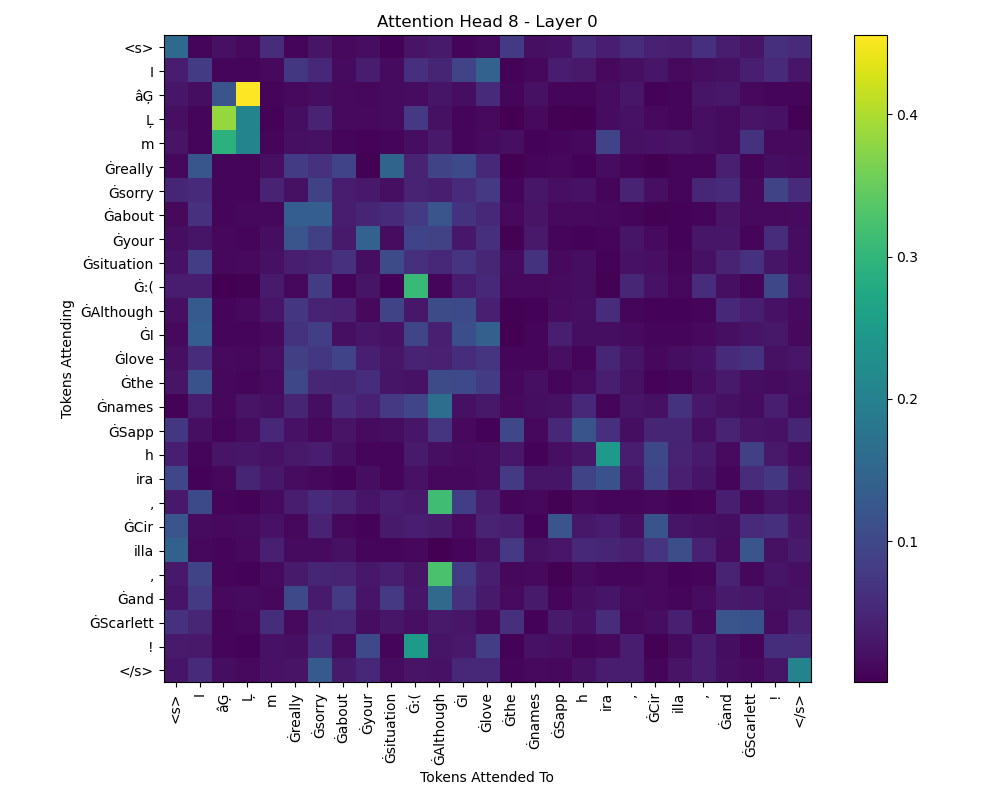 Attention Head 8 - Layer 0
Tokens Attending
<s>
I
âĢ
Ļ
m
Ġreally
Ġsorry
Ġabout
Ġyour
Ġsituation
Ġ:(
ĠAlthough
ĠI
Ġlove
Ġthe
Ġnames
ĠSapp
h
ira
,
ĠCir
illa
,
Ġand
ĠScarlett
!
</s>
<s>
I
âĢ
Ļ
m
Ġreally
Ġsorry
Ġabout
Ġyour
Ġsituation
Ġ:(
ĠAlthough
ĠI
Ġlove
Ġthe
Ġnames
ĠSapp
h
ira
,
ĠCir
illa
,
Ġand
ĠScarlett
!
</s>
Tokens Attended To
0.4
0.3
0.2
0.1